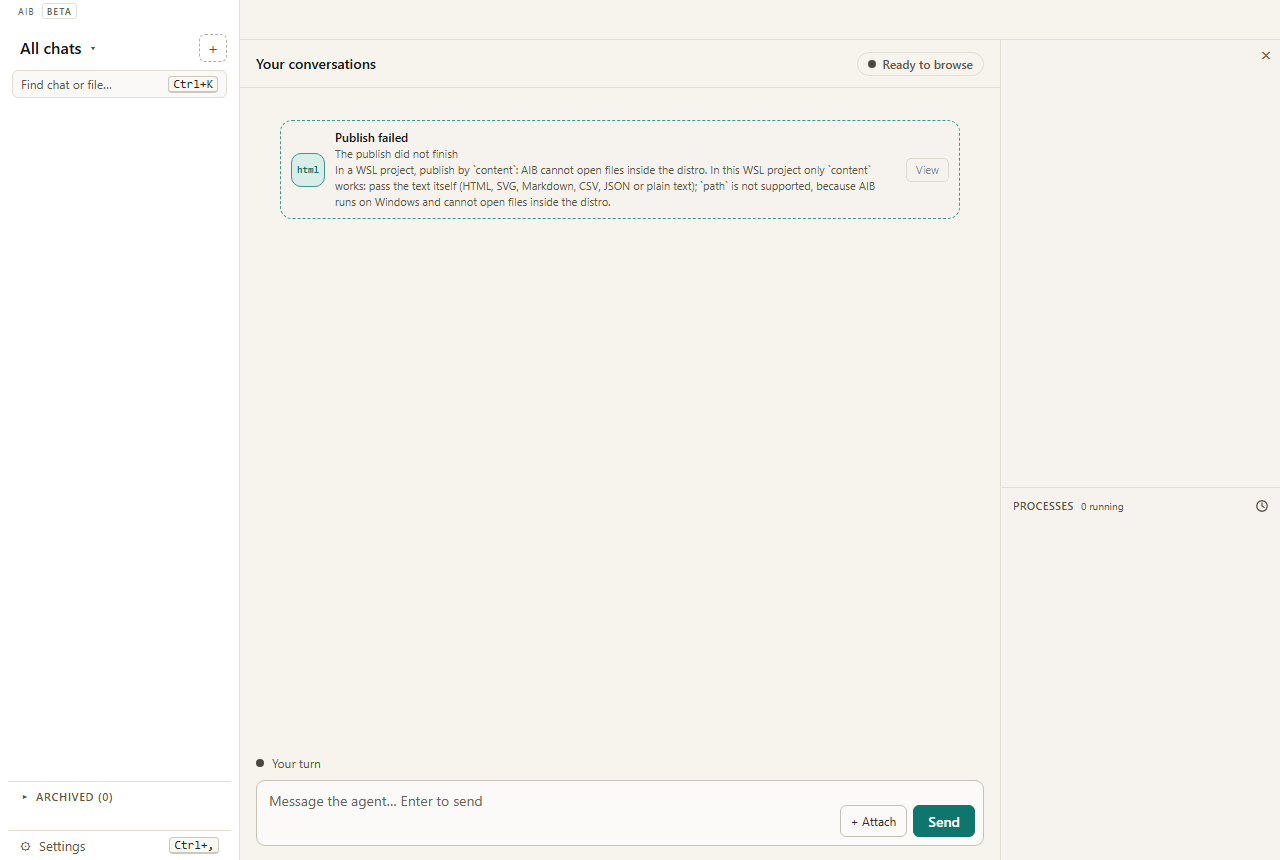 AIB BETA
All chats
+
Find chat or file... Ctrl+K
Your conversations
Ready to browse
×
html
Publish failed
The publish did not finish
In a WSL project, publish by `content`: AIB cannot open files inside the distro. In this WSL project only `content`
works: pass the text itself (HTML, SVG, Markdown, CSV, JSON or plain text); `path` is not supported, because AIB
runs on Windows and cannot open files inside the distro.
View
PROCESSES 0 running
Your turn
Message the agent... Enter to send
+ Attach
Send
ARCHIVED (0)
Settings Ctrl+,